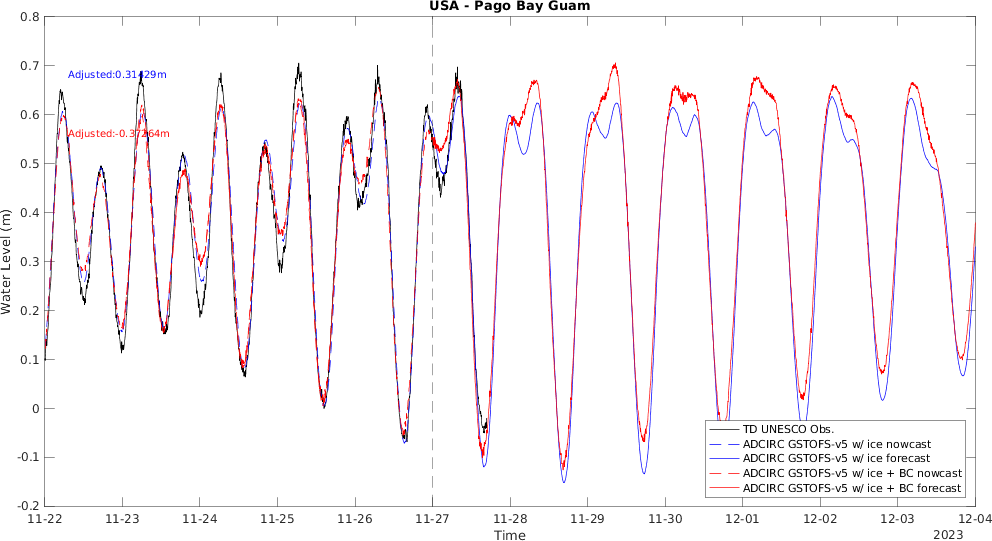 USA - Pago Bay Guam
0.8
0.7
0.6
0.5
0.4
0.3
0.2
0.1
0
-0.1
-0.2
Water Level (m)
Adjusted:0.31429m
Adjusted:-0.37264m
TD UNESCO Obs.
ADCIRC GSTOFS-v5 w/ ice nowcast
ADCIRC GSTOFS-v5 w/ ice forecast
ADCIRC GSTOFS-v5 w/ ice + BC nowcast
ADCIRC GSTOFS-v5 w/ ice + BC forecast
11-22 11-23 11-24 11-25 11-26 11-27 11-28 11-29 11-30 12-01 12-02 12-03 12-04
Time
2023